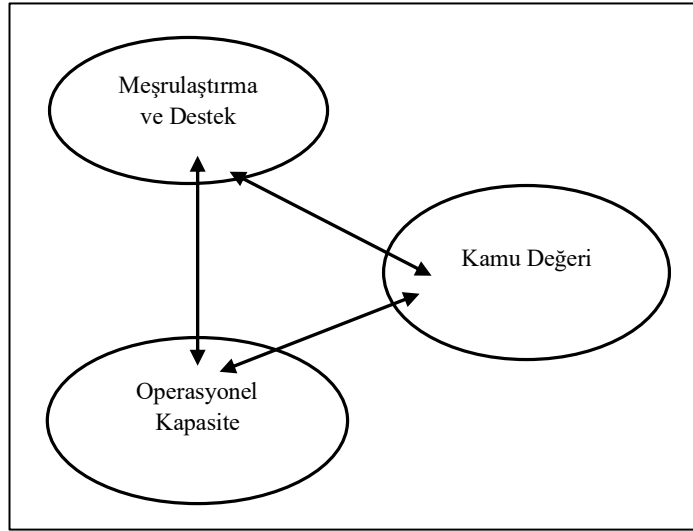 Meşrulaştırma
ve Destek
Kamu Değeri
Operasyonel
Kapasite